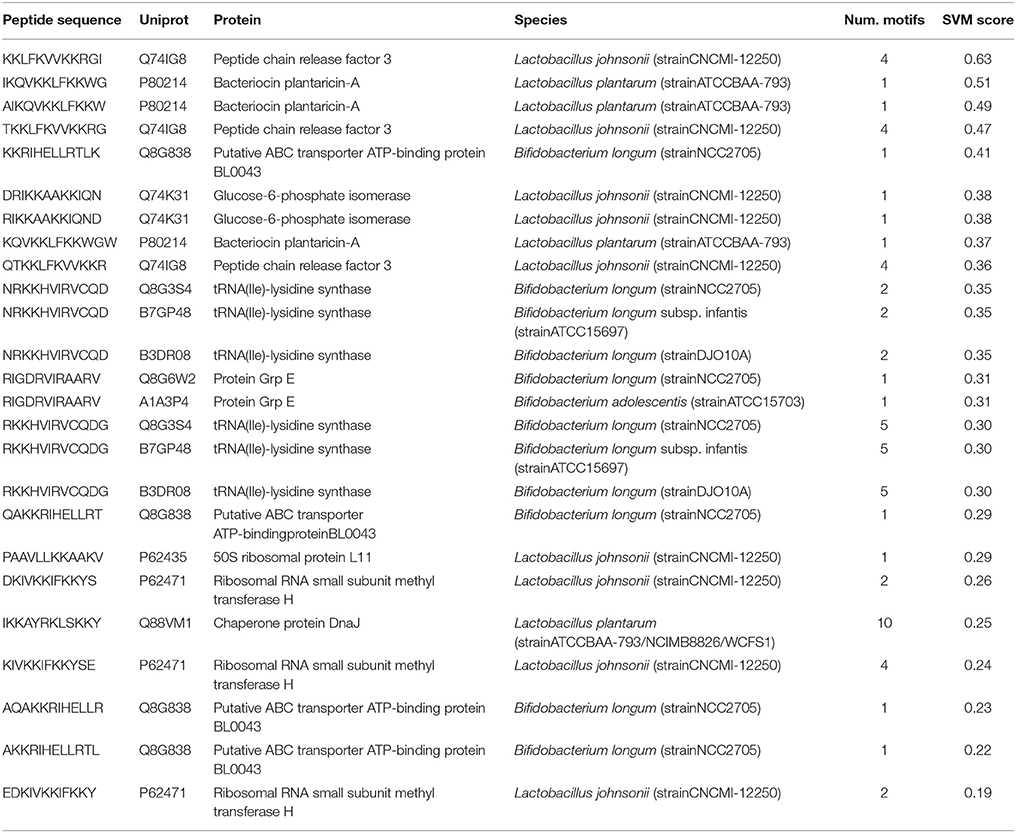 Peptide sequence Uniprot Protein Species Num. motifs SVM score
KKLFKVVKKRGI Q74IG8 Peptide chain release factor 3 Lactobacillus johnsonii (strainCNCMI-12250) 4 0.63
IKQVKKLFKKWG P80214 Bacteriocin plantaricin-A Lactobacillus plantarum (strainATCCBAA-793) 1 0.51
AIKQVKKLFKKW P80214 Bacteriocin plantaricin-A Lactobacillus plantarum (strainATCCBAA-793) 1 0.49
TKKLFKVVKKRG Q74IG8 Peptide chain release factor 3 Lactobacillus johnsonii (strainCNCMI-12250) 4 0.47
KKRIHELLRTLK Q8G838 Putative ABC transporter ATP-binding protein Bifidobacterium longum (strainNCC2705) 1 0.41
BL0043
DRIKKAAKKIQN Q74K31 Glucose-6-phosphate isomerase Lactobacillus johnsonii (strainCNCMI-12250) 1 0.38
RIKKAAKKIQND Q74K31 Glucose-6-phosphate isomerase Lactobacillus johnsonii (strainCNCMI-12250) 1 0.38
KQVKKLFKKWGW P80214 Bacteriocin plantaricin-A Lactobacillus plantarum (strainATCCBAA-793) 1 0.37
QTKKLFKVVKKR Q74IG8 Peptide chain release factor 3 Lactobacillus johnsonii (strainCNCMI-12250) 4 0.36
NRKKHVIRVCQD Q8G3S4 tRNA(Ile)-lysidine synthase Bifidobacterium longum (strainNCC2705) 2 0.35
NRKKHVIRVCQD B7GP48 tRNA(Ile)-lysidine synthase Bifidobacterium longum subsp. infantis 2 0.35
(strainATCC15697)
NRKKHVIRVCQD B3DR08 tRNA(Ile)-lysidine synthase Bifidobacterium longum (strainDJO10A) 2 0.35
RIGDRVIRAARV Q8G6W2 Protein Grp E Bifidobacterium longum (strainNCC2705) 1 0.31
RIGDRVIRAARV A1A3P4 Protein Grp E Bifidobacterium adolescentis (strainATCC15703) 1 0.31
RKKHVIRVCQDG Q8G3S4 tRNA(Ile)-lysidine synthase Bifidobacterium longum (strainNCC2705) 5 0.30
RKKHVIRVCQDG B7GP48 tRNA(Ile)-lysidine synthase Bifidobacterium longum subsp. infantis 5 0.30
(strainATCC15697)
RKKHVIRVCQDG B3DR08 tRNA(Ile)-lysidine synthase Bifidobacterium longum (strainDJO10A) 5 0.30
QAKKRIHELLRT Q8G838 Putative ABC transporter Bifidobacterium longum (strainNCC2705) 1 0.29
ATP-bindingproteinBL0043
PAAVLLKKAAKV P62435 50S ribosomal protein L11 Lactobacillus johnsonii (strainCNCMI-12250) 1 0.29
DKIVKKIFKKYS P62471 Ribosomal RNA small subunit methyl Lactobacillus johnsonii (strainCNCMI-12250) 2 0.26
transferase H
IKKAYRKLSKKY Q88VM1 Chaperone protein DnaJ Lactobacillus plantarum 10 0.25
(strainATCCBAA-793/NCIMB8826/WCFS1)
KIVKKIFKKYSE P62471 Ribosomal RNA small subunit methyl Lactobacillus johnsonii (strainCNCMI-12250) 4 0.24
transferase H
AQAKKRIHELLR Q8G838 Putative ABC transporter ATP-binding protein Bifidobacterium longum (strainNCC2705) 1 0.23
BL0043
AKKRIHELLRTL Q8G838 Putative ABC transporter ATP-binding protein Bifidobacterium longum (strainNCC2705) 1 0.22
BL0043
EDKIVKKIFKKY P62471 Ribosomal RNA small subunit methyl Lactobacillus johnsonii (strainCNCMI-12250) 2 0.19
transferase H